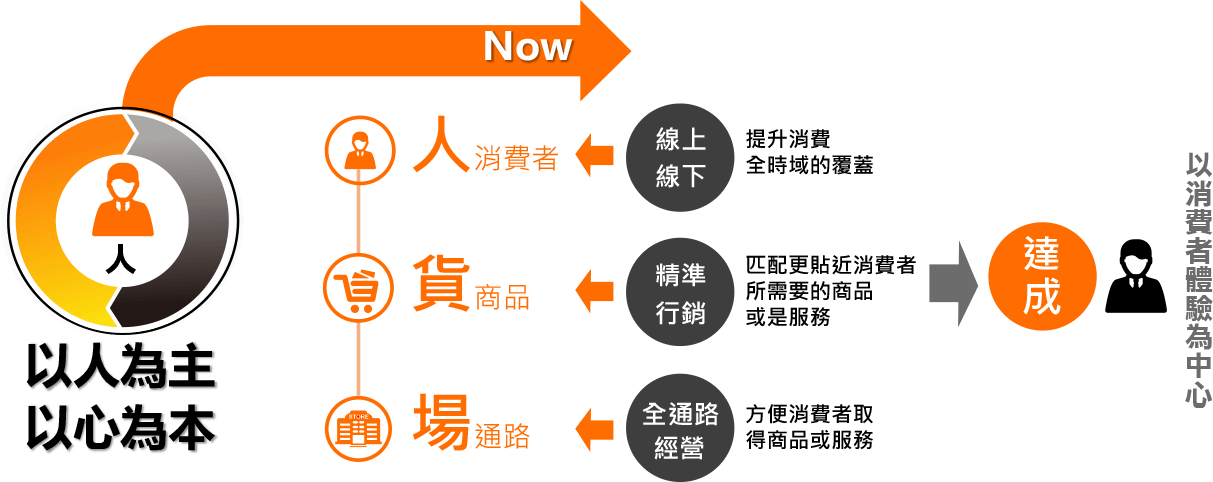 Now
人
以人為主
以心為本
人 消費者
線上
線下
提升消費
全時域的覆蓋
貨 商品
精準
行銷
匹配更貼近消費者
所需要的商品
或是服務
STORE
場 通路
全通路
經營
方便消費者取
得商品或服務
達
成
以消費者體驗為中心